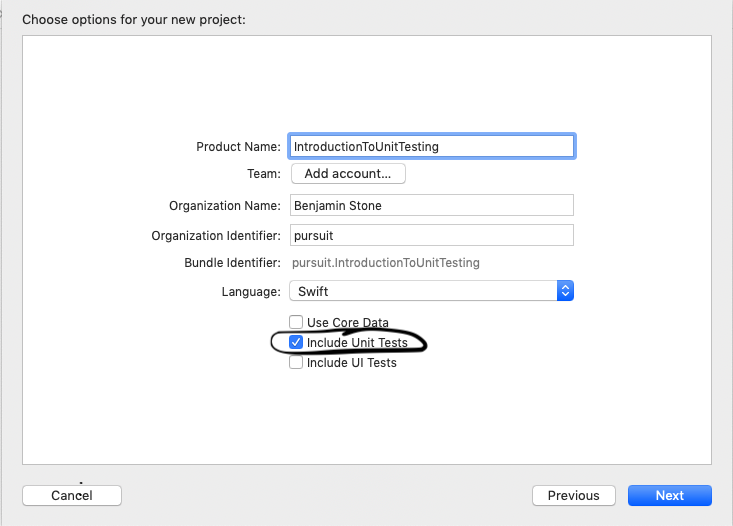 Choose options for your new project:
Product Name: IntroductionToUnitTesting
Team: Add account...
Organization Name: Benjamin Stone
Organization Identifier: pursuit
Bundle Identifier: pursuit.IntroductionToUnitTesting
Language: Swift
Use Core Data
Include Unit Tests
Include UI Tests
Cancel Previous Next